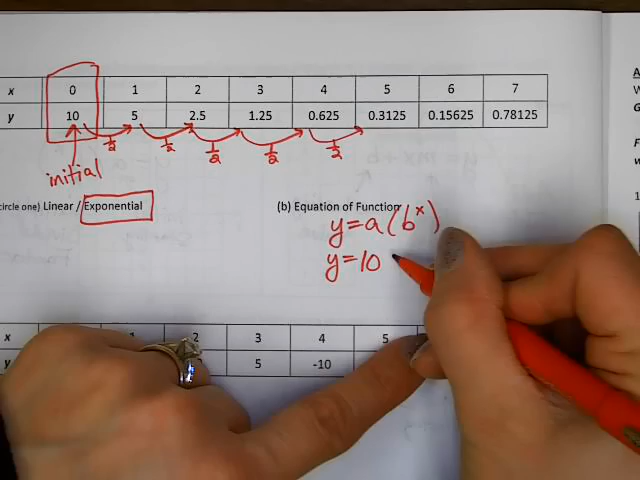 x 0 1 2 3 4 5 6 7
y 10 5 2.5 1.25 0.625 0.3125 0.15625 0.78125
1/2 1/2 1/2 1/2 1/2
initial
circle one) Linear / Exponential
(b) Equation of Function
y=a(b^x)
y=10
x 2 3 4 5
y 5 -10